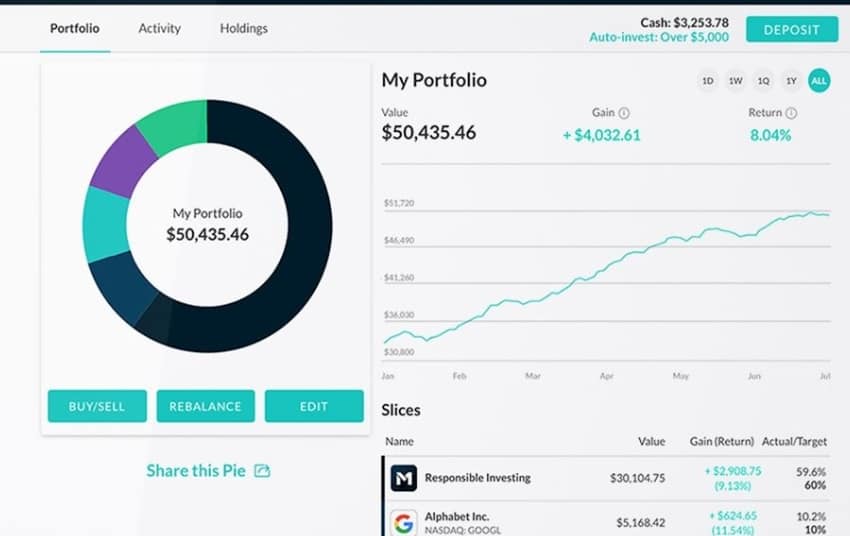 Portfolio Activity Holdings
Cash: $3,253.78
Auto-invest: Over $5,000
DEPOSIT
My Portfolio
$50,435.46
BUY/SELL REBALANCE EDIT
Share this Pie
My Portfolio
1D 1W 1Q 1Y ALL
Value Gain Return
$50,435.46 + $4,032.61 8.04%
$51,720
$46,490
$41,260
$36,030
$30,800
Jan Feb Mar Apr May Jun Jul
Slices
Name Value Gain (Return) Actual/Target
M Responsible Investing $30,104.75 + $2,908.75 (9.13%) 59.6% 60%
G Alphabet Inc. NASDAQ: GOOGL $5,168.42 + $624.65 (11.54%) 10.2% 10%